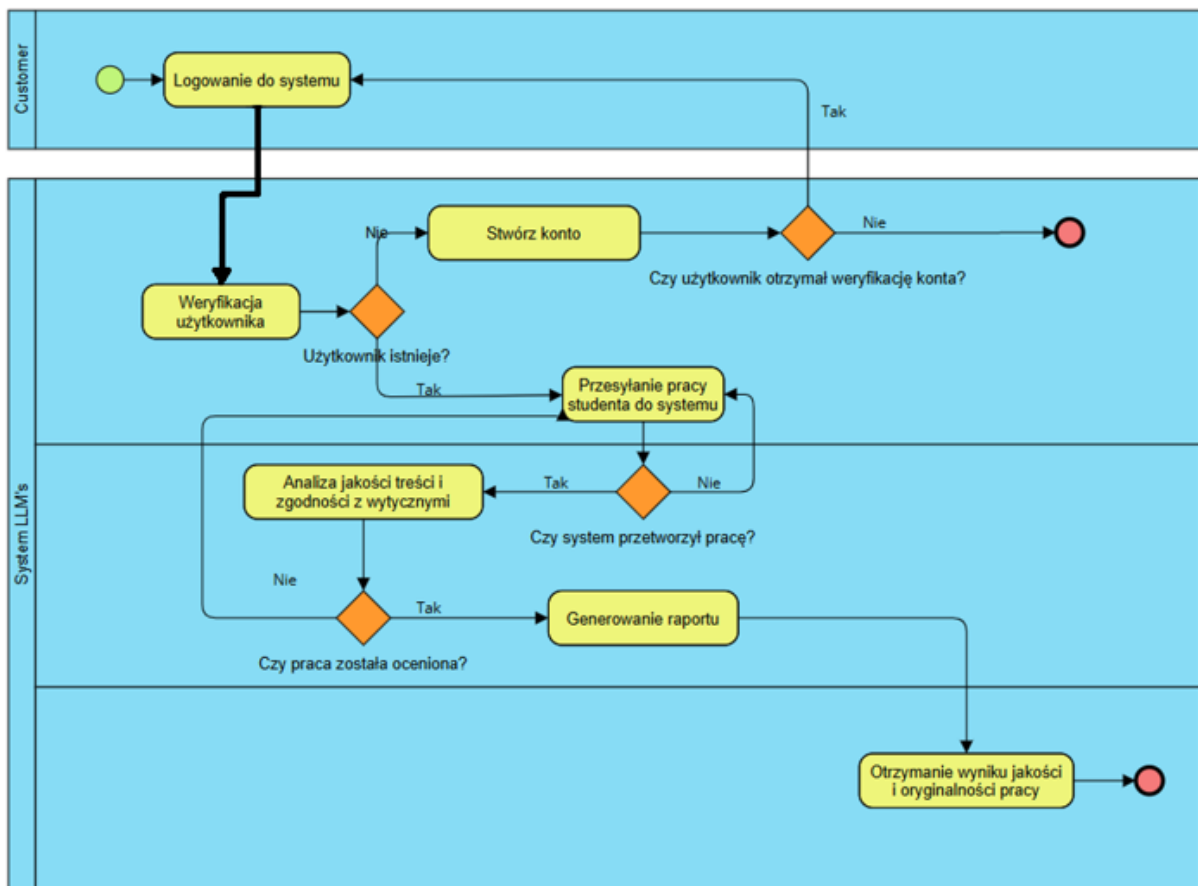 Customer
Logowanie do systemu
Tak
System LLM's
Nie
Stwórz konto
Nie
Czy użytkownik otrzymał weryfikację konta?
Weryfikacja
użytkownika
Użytkownik istnieje?
Tak
Przesyłanie pracy
studenta do systemu
Analiza jakości treści i
zgodności z wytycznymi
Tak
Nie
Czy system przetworzył pracę?
Nie
Tak
Generowanie raportu
Czy praca została oceniona?
Otrzymanie wyniku jakości
i oryginalności pracy